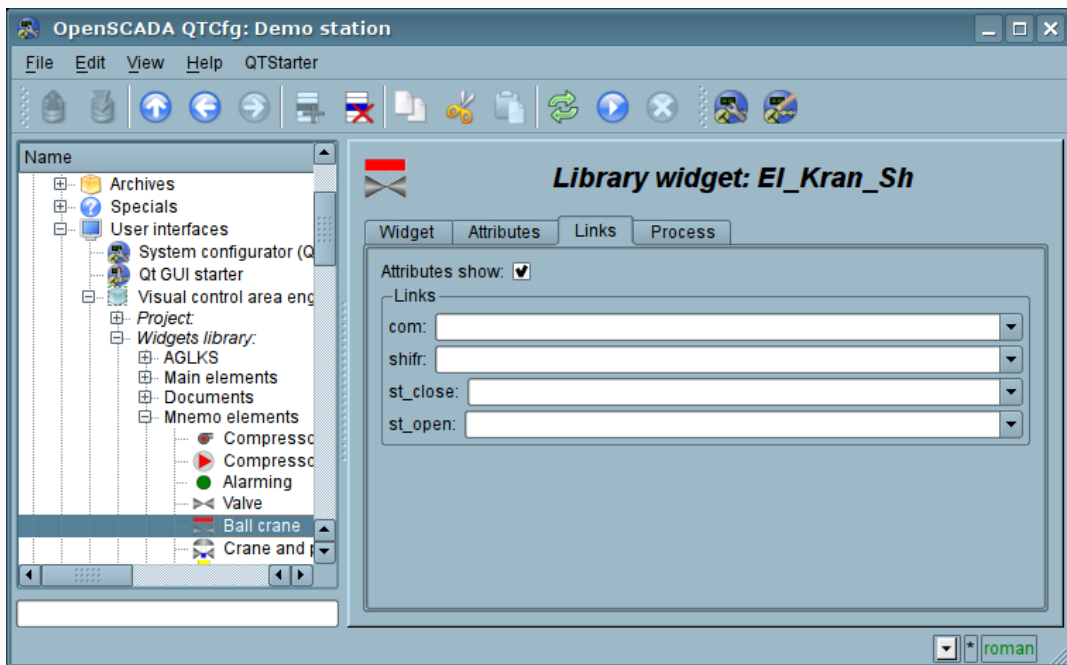 OpenSCADA QTCfg: Demo station
File Edit View Help QTStarter
Name
Archives
Specials
User interfaces
System configurator (Q
Qt GUI starter
Visual control area eng
Project:
Widgets library:
AGLKS
Main elements
Documents
Mnemo elements
Compresso
Compresso
Alarming
Valve
Ball crane
Crane and p
Library widget: El_Kran_Sh
Widget Attributes Links Process
Attributes show:
Links
com:
shifr:
st_close:
st_open:
* roman